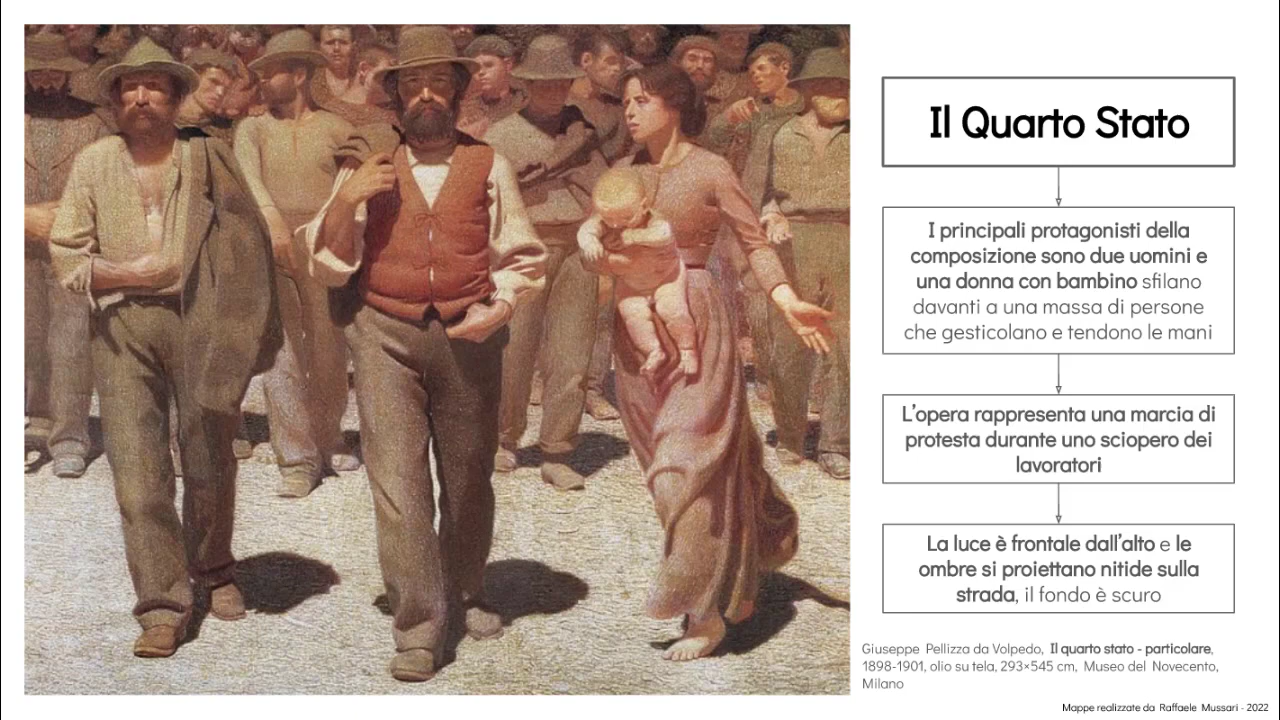 Il Quarto Stato
I principali protagonisti della
composizione sono due uomini e
una donna con bambino sfilano
davanti a una massa di persone
che gesticolano e tendono le mani
L'opera rappresenta una marcia di
protesta durante uno sciopero dei
lavoratori
La luce è frontale dall'alto e le
ombre si proiettano nitide sulla
strada, il fondo è scuro
Giuseppe Pellizza da Volpedo, Il quarto stato - particolare,
1898-1901, olio su tela, 293×545 cm, Museo del Novecento,
Milano
Mappe realizzate da Raffaele Mussari - 2022